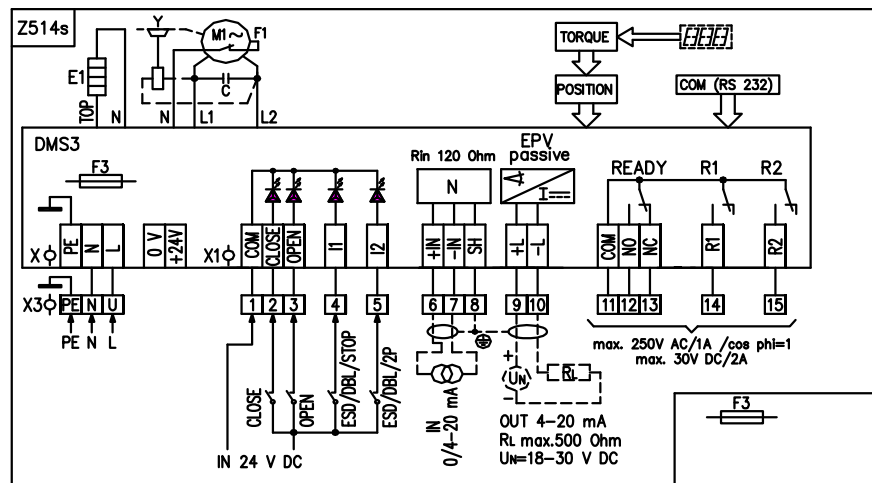 Z514s
Y
M1~
F1
E1
C
TOP
N
N
L1
L2
TORQUE
POSITION
COM (RS 232)
DMS3
F3
Rin 120 Ohm
N
EPV
passive
I
READY
R1
R2
X
PE
N
L
0 V
+24V
X1
COM
CLOSE
OPEN
I1
I2
+IN
-IN
SH
+L
-L
COM
NO
NC
R1
R2
X3
PE
N
U
1
2
3
4
5
6
7
8
9
10
11
12
13
14
15
PE N L
CLOSE
OPEN
ESD/DBL/STOP
ESD/DBL/2P
IN 24 V DC
IN
0/4-20 mA
+
UN
-
RL
OUT 4-20 mA
RL max.500 Ohm
UN=18-30 V DC
max. 250V AC/1A /cos phi=1
max. 30V DC/2A
F3